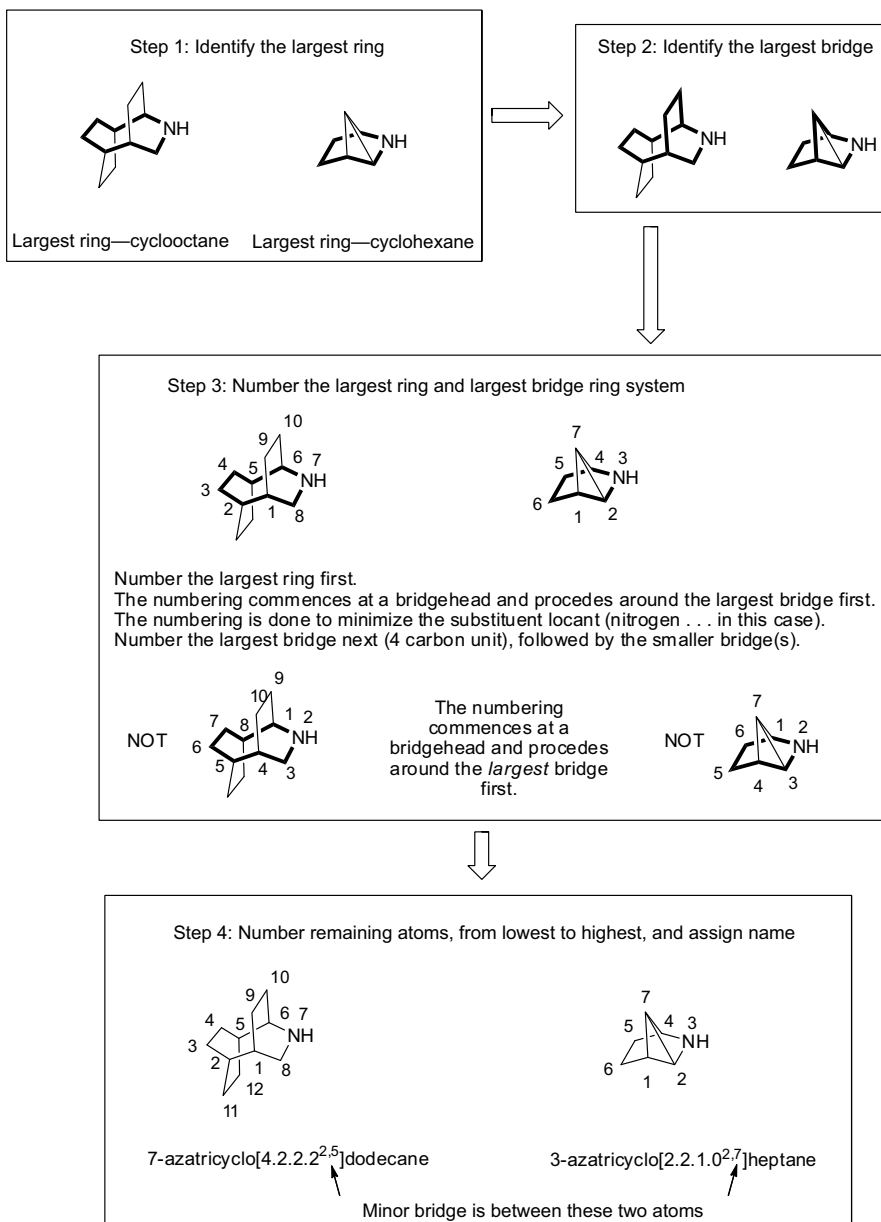 Step 1: Identify the largest ring
NH
NH
Largest ring—cyclooctane
Largest ring—cyclohexane
Step 2: Identify the largest bridge
NH
NH
Step 3: Number the largest ring and largest bridge ring system
10
9
4
6
7
5
NH
3
2
1
8
7
4
3
5
NH
6
1
2
Number the largest ring first.
The numbering commences at a bridgehead and procedes around the largest bridge first.
The numbering is done to minimize the substituent locant (nitrogen . . . in this case).
Number the largest bridge next (4 carbon unit), followed by the smaller bridge(s).
NOT
9
10
7
1
2
8
NH
6
5
4
3
The numbering
commences at a
bridgehead and procedes
around the largest bridge
first.
NOT
7
1
2
6
NH
5
4
3
Step 4: Number remaining atoms, from lowest to highest, and assign name
10
9
4
6
7
5
NH
3
2
1
8
12
11
7
4
3
5
NH
6
1
2
7-azatricyclo[4.2.2.2^2,5]dodecane
3-azatricyclo[2.2.1.0^2,7]heptane
Minor bridge is between these two atoms